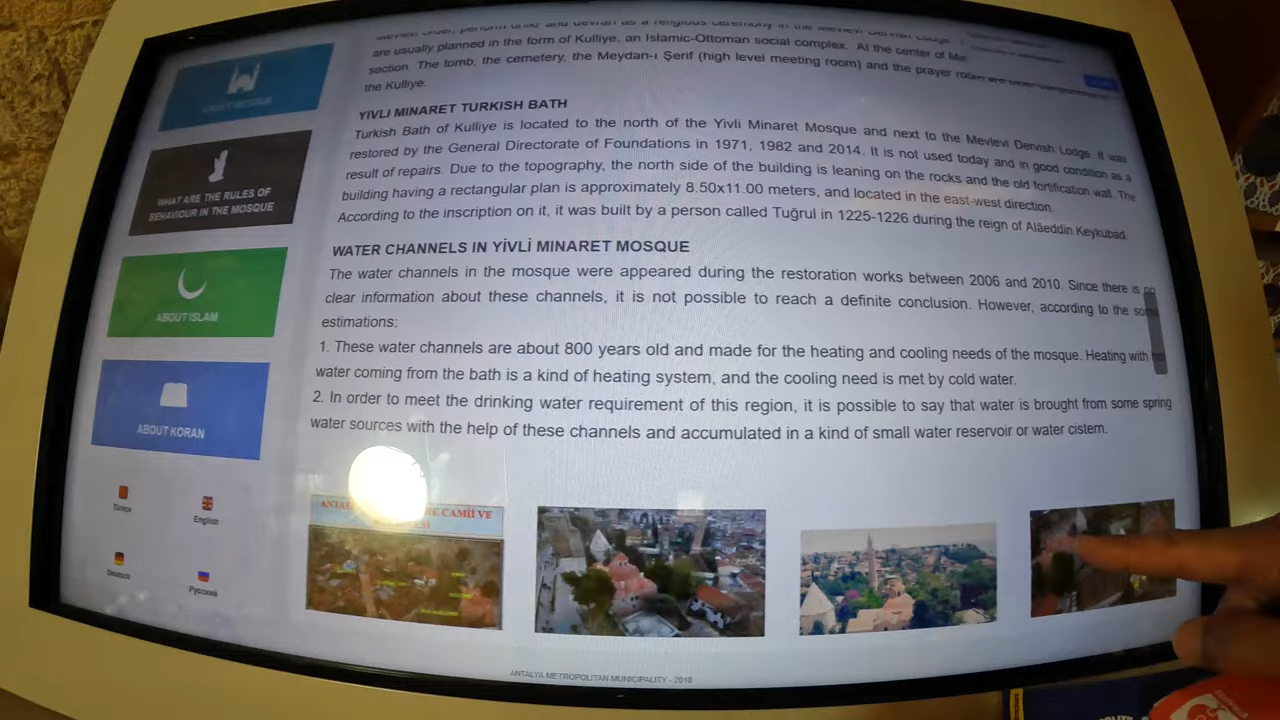 are usually planned in the form of Kulliye, an Islamic-Ottoman social complex. At the center of
section. The tomb, the cemetery, the Meydan-ı Şerif (high level meeting room) and the prayer room are
the Kulliye.
YIVLI MINARET TURKISH BATH
Turkish Bath of Kulliye is located to the north of the Yivli Minaret Mosque and next to the Mevlevi Dervish Lodge. It was
restored by the General Directorate of Foundations in 1971, 1982 and 2014. It is not used today and in good condition as a
result of repairs. Due to the topography, the north side of the building is leaning on the rocks and the old fortification wall. The
building having a rectangular plan is approximately 8.50x11.00 meters, and located in the east-west direction.
According to the inscription on it, it was built by a person called Tuğrul in 1225-1226 during the reign of Alâeddin Keykubad.
WATER CHANNELS IN YİVLİ MINARET MOSQUE
The water channels in the mosque were appeared during the restoration works between 2006 and 2010. Since there is no
clear information about these channels, it is not possible to reach a definite conclusion. However, according to the some
estimations:
1. These water channels are about 800 years old and made for the heating and cooling needs of the mosque. Heating with
water coming from the bath is a kind of heating system, and the cooling need is met by cold water.
2. In order to meet the drinking water requirement of this region, it is possible to say that water is brought from some spring
water sources with the help of these channels and accumulated in a kind of small water reservoir or water cistern.
WHAT ARE THE RULES OF
BEHAVIOUR IN THE MOSQUE
ABOUT ISLAM
ABOUT KORAN
Türkçe
English
Deutsch
Русский
CAMİİ VE
ANTALYA METROPOLITAN MUNICIPALITY - 2018